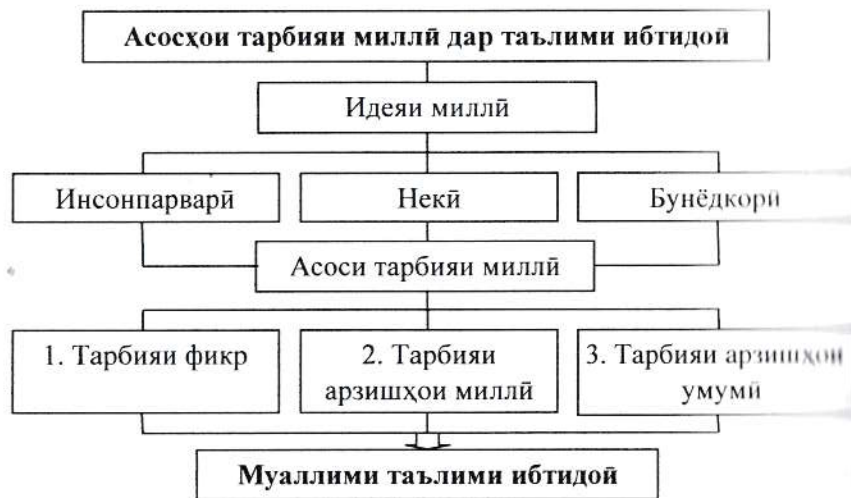 Асосҳои тарбияи миллӣ дар таълими ибтидоӣ
Идеяи миллӣ
Инсонпарварӣ
Некӣ
Бунёдкорӣ
Асоси тарбияи миллӣ
1. Тарбияи фикр
2. Тарбияи
арзишҳои миллӣ
3. Тарбияи арзишҳои
умумӣ
Муаллими таълими ибтидоӣ